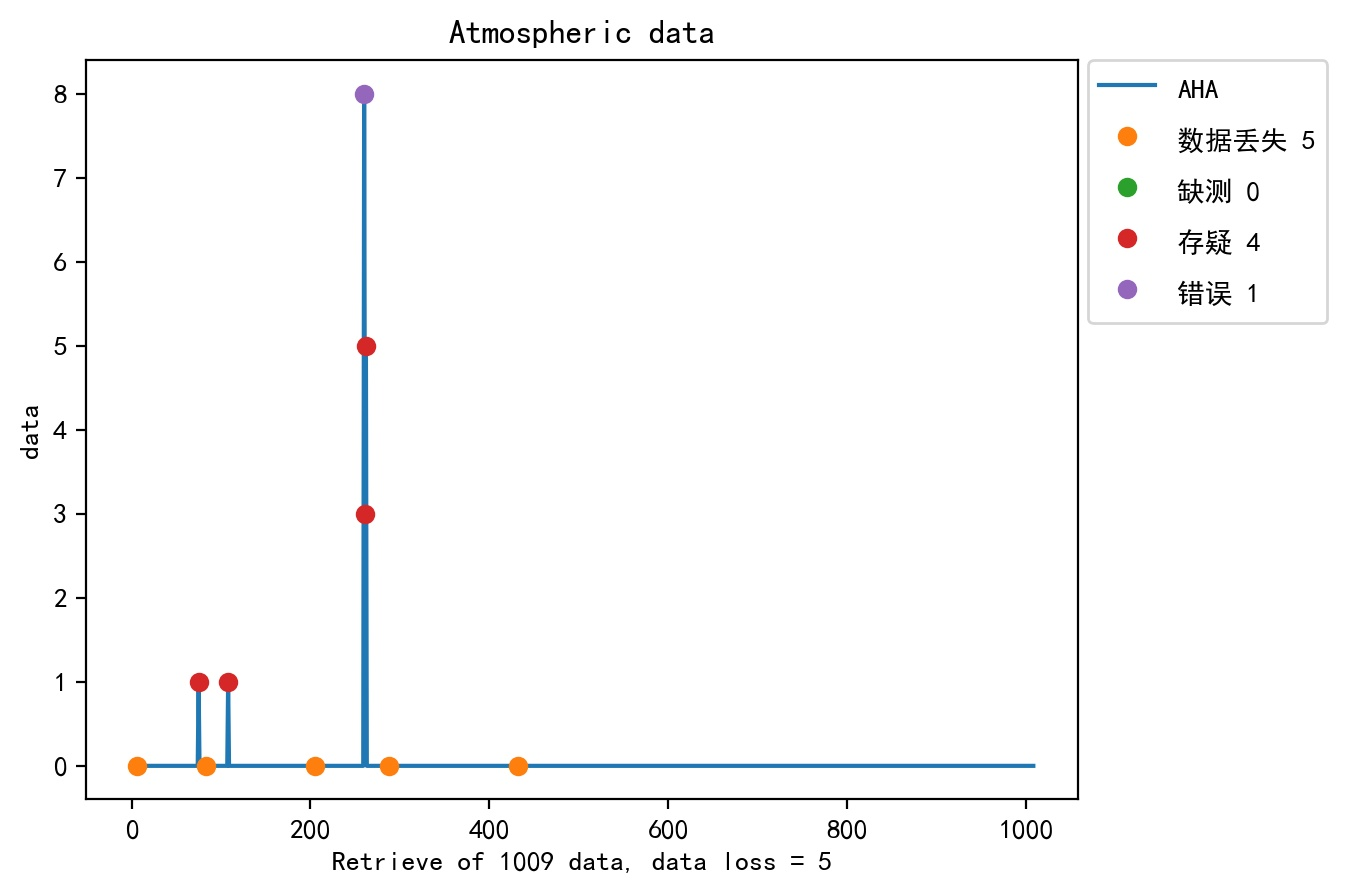 Atmospheric data
AHA
数据丢失 5
缺测 0
存疑 4
错误 1
8
7
6
5
4
3
2
1
0
data
0 200 400 600 800 1000
Retrieve of 1009 data, data loss = 5